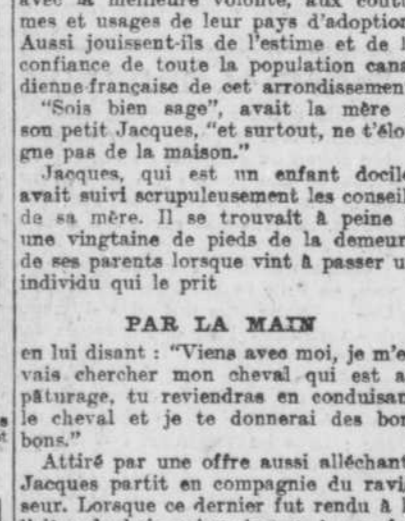 avec la meilleure volonté, aux coutu
mes et usages de leur pays d'adoption
Aussi jouissent-ils de l'estime et de l
confiance de toute la population cana
dienne-française de cet arrondissemen
"Sois bien sage", avait la mère
son petit Jacques, "et surtout, ne t'élo
gne pas de la maison."
Jacques, qui est un enfant docile
avait suivi scrupuleusement les conseil
de sa mère. Il se trouvait à peine
une vingtaine de pieds de la demeur
de ses parents lorsque vint à passer u
individu qui le prit
PAR LA MAIN
en lui disant : "Viens avec moi, je m'e
vais chercher mon cheval qui est a
pâturage, tu reviendras en conduisan
le cheval et je te donnerai des bon
bons."
Attiré par une offre aussi alléchant
Jacques partit en compagnie du ravi
seur. Lorsque ce dernier fut rendu à l